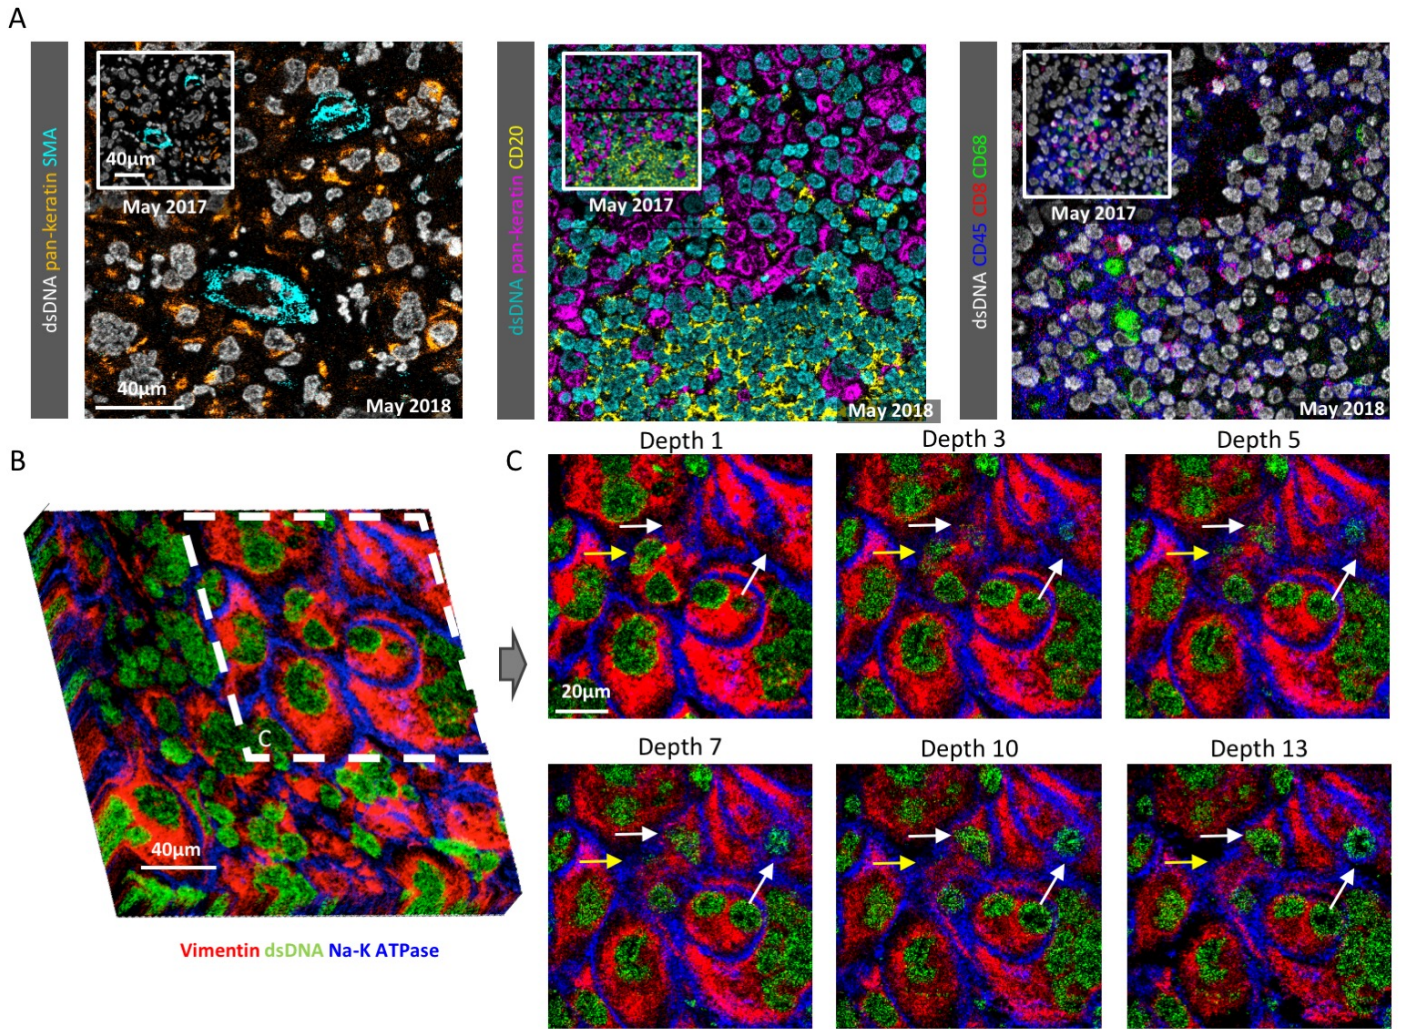 A
dsDNA pan-keratin SMA
40μm
May 2017
40μm
May 2018
dsDNA pan-keratin CD20
May 2017
May 2018
dsDNA CD45 CD8 CD68
May 2017
May 2018
B
C
40μm
Vimentin dsDNA Na-K ATPase
C
Depth 1
Depth 3
Depth 5
20μm
Depth 7
Depth 10
Depth 13